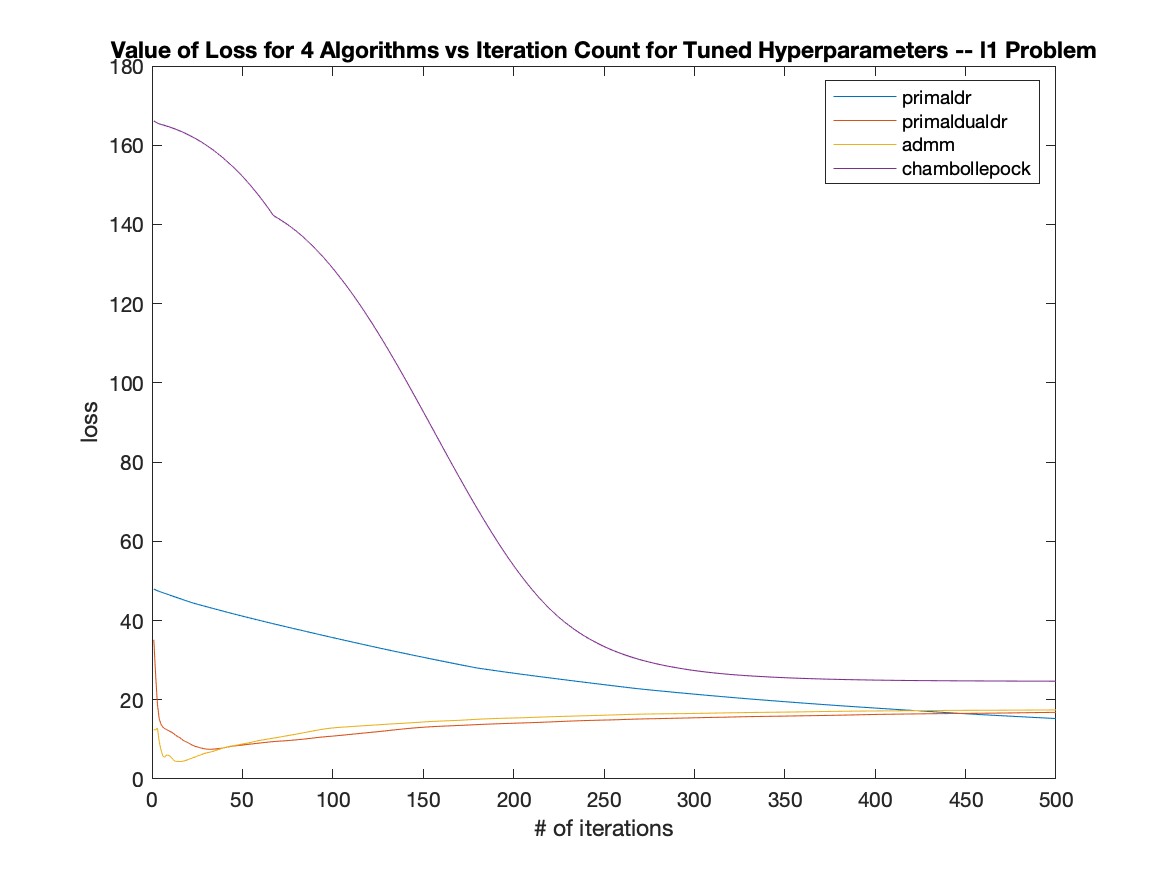 Value of Loss for 4 Algorithms vs Iteration Count for Tuned Hyperparameters -- l1 Problem
180
160
140
120
100
80
60
40
20
0
loss
primaldr
primaldualdr
admm
chambollepock
0 50 100 150 200 250 300 350 400 450 500
# of iterations